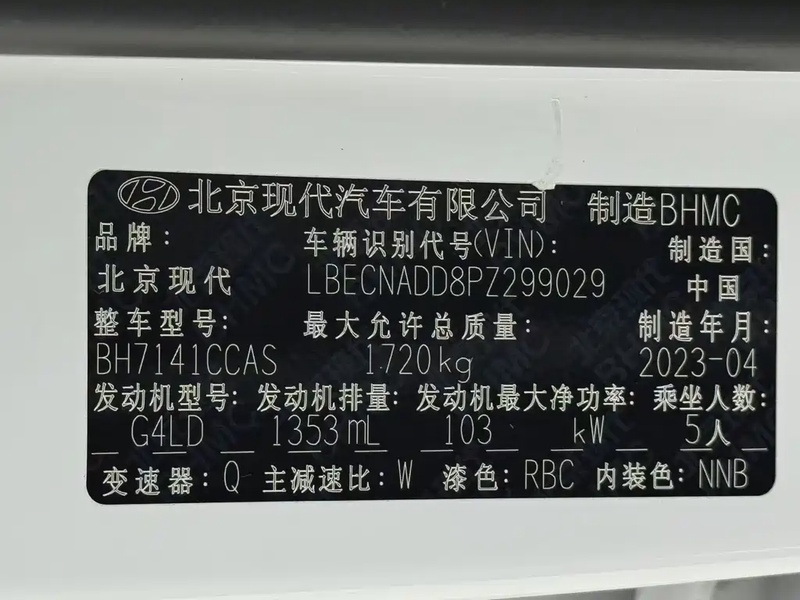 北京现代汽车有限公司 制造BHMC
品牌: 车辆识别代号(VIN): 制造国:
北京现代 LBECNADD8PZ299029 中国
整车型号: 最大允许总质量: 制造年月:
BH7141CCAS 1720kg 2023-04
发动机型号: 发动机排量: 发动机最大净功率: 乘坐人数:
G4LD 1353mL 103 kW 5人
变速器: Q 主减速比: W 漆色: RBC 内装色: NNB